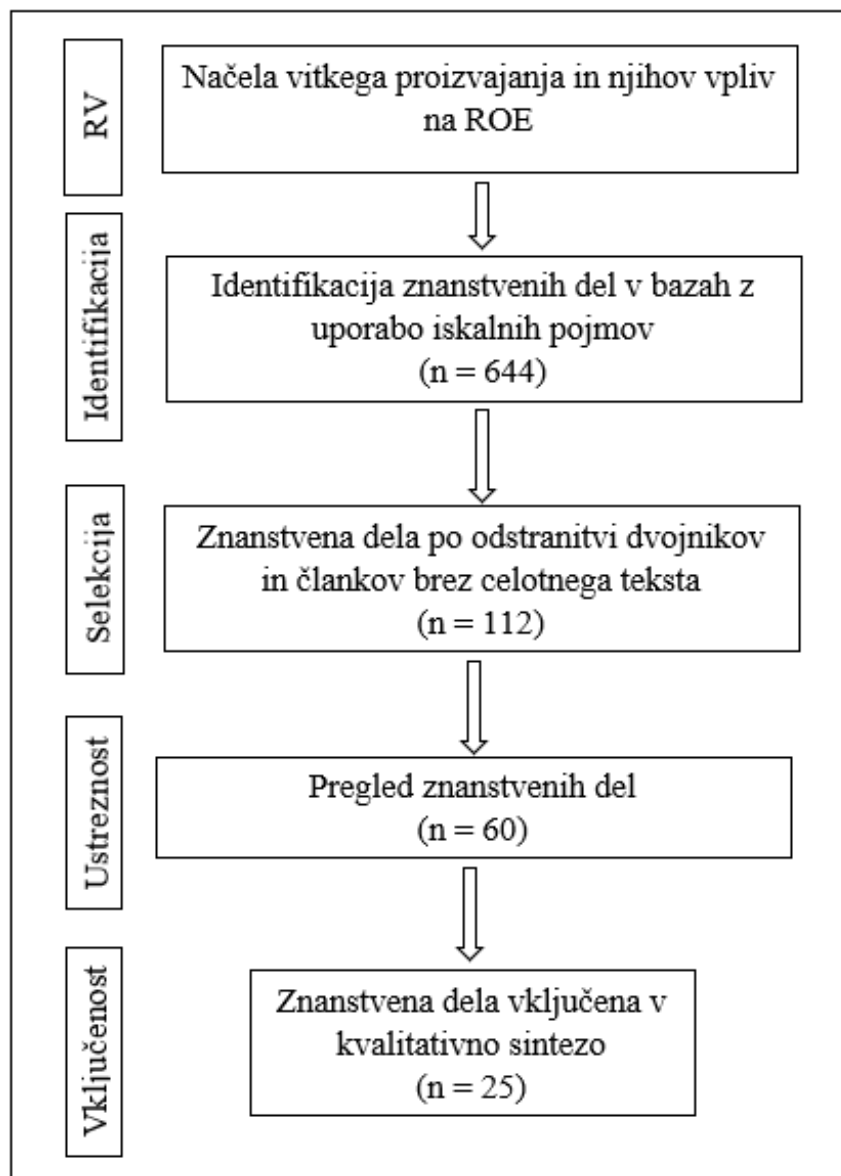 RV
Načela vitkega proizvajanja in njihov vpliv
na ROE
Identifikacija
Identifikacija znanstvenih del v bazah z
uporabo iskalnih pojmov
(n = 644)
Selekcija
Znanstvena dela po odstranitvi dvojnikov
in člankov brez celotnega teksta
(n = 112)
Ustreznost
Pregled znanstvenih del
(n = 60)
Vključenost
Znanstvena dela vključena v
kvalitativno sintezo
(n = 25)